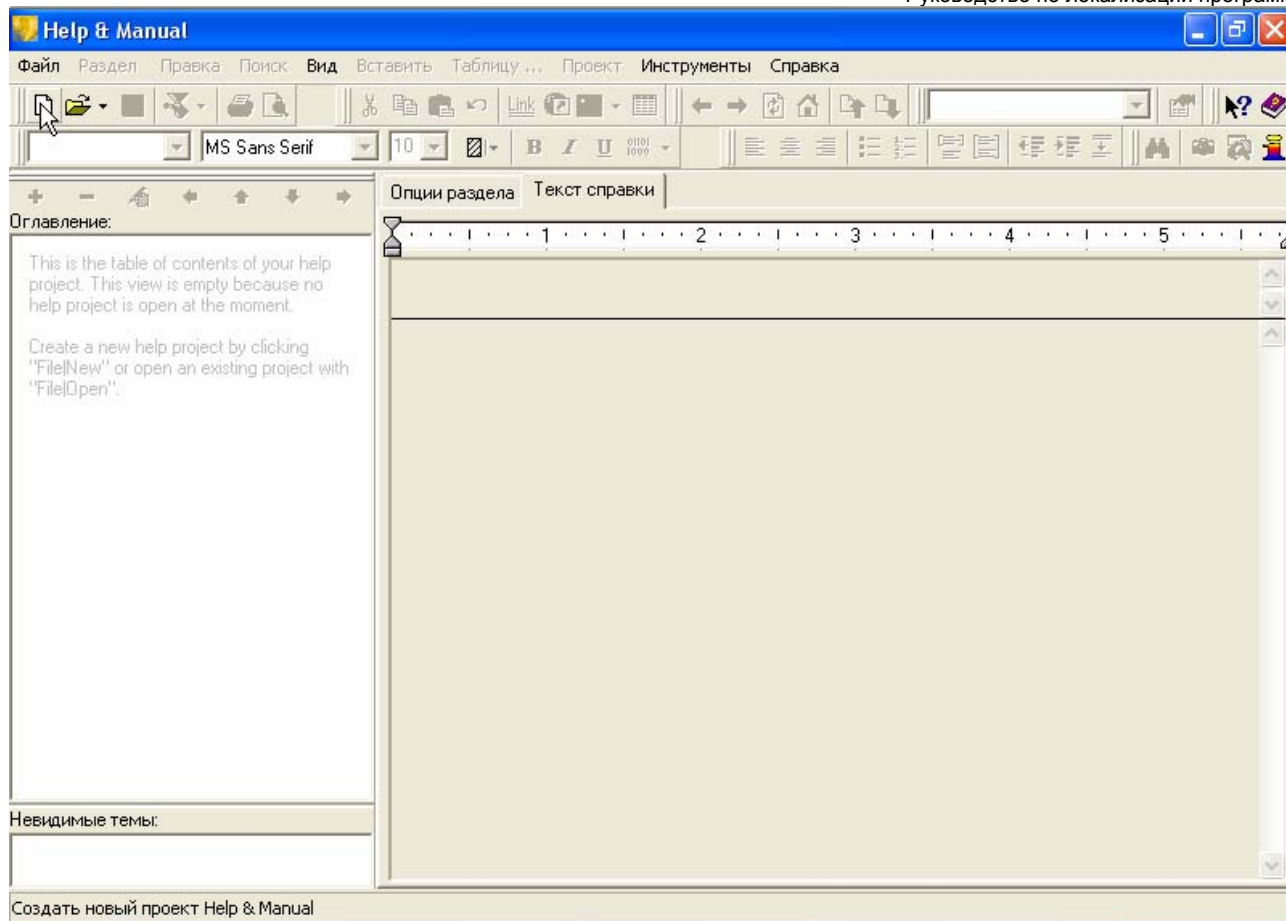 Руководство по локализации програм
Help & Manual
Файл Раздел Правка Поиск Вид Вставить Таблицу ... Проект Инструменты Справка
Link
MS Sans Serif 10 B I U
Опции раздела Текст справки
Оглавление:
1 2 3 4 5
This is the table of contents of your help
project. This view is empty because no
help project is open at the moment.
Create a new help project by clicking
"File|New" or open an existing project with
"File|Open".
Невидимые темы:
Создать новый проект Help & Manual